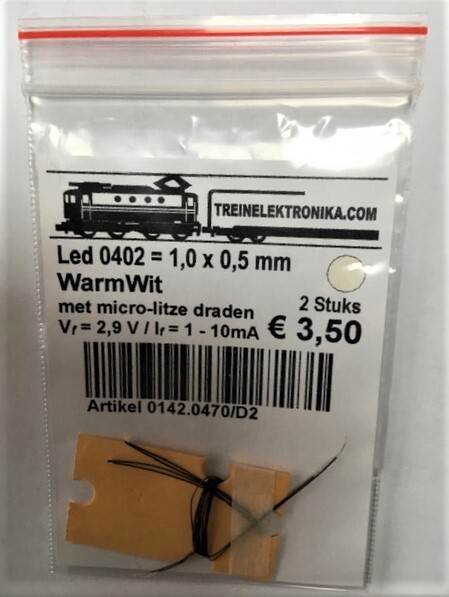 TREINELEKTRONIKA.COM
Led 0402 = 1,0 x 0,5 mm
WarmWit
met micro-litze draden 2 Stuks
Vf = 2,9 V / If = 1 - 10mA € 3,50
Artikel 0142.0470/D2